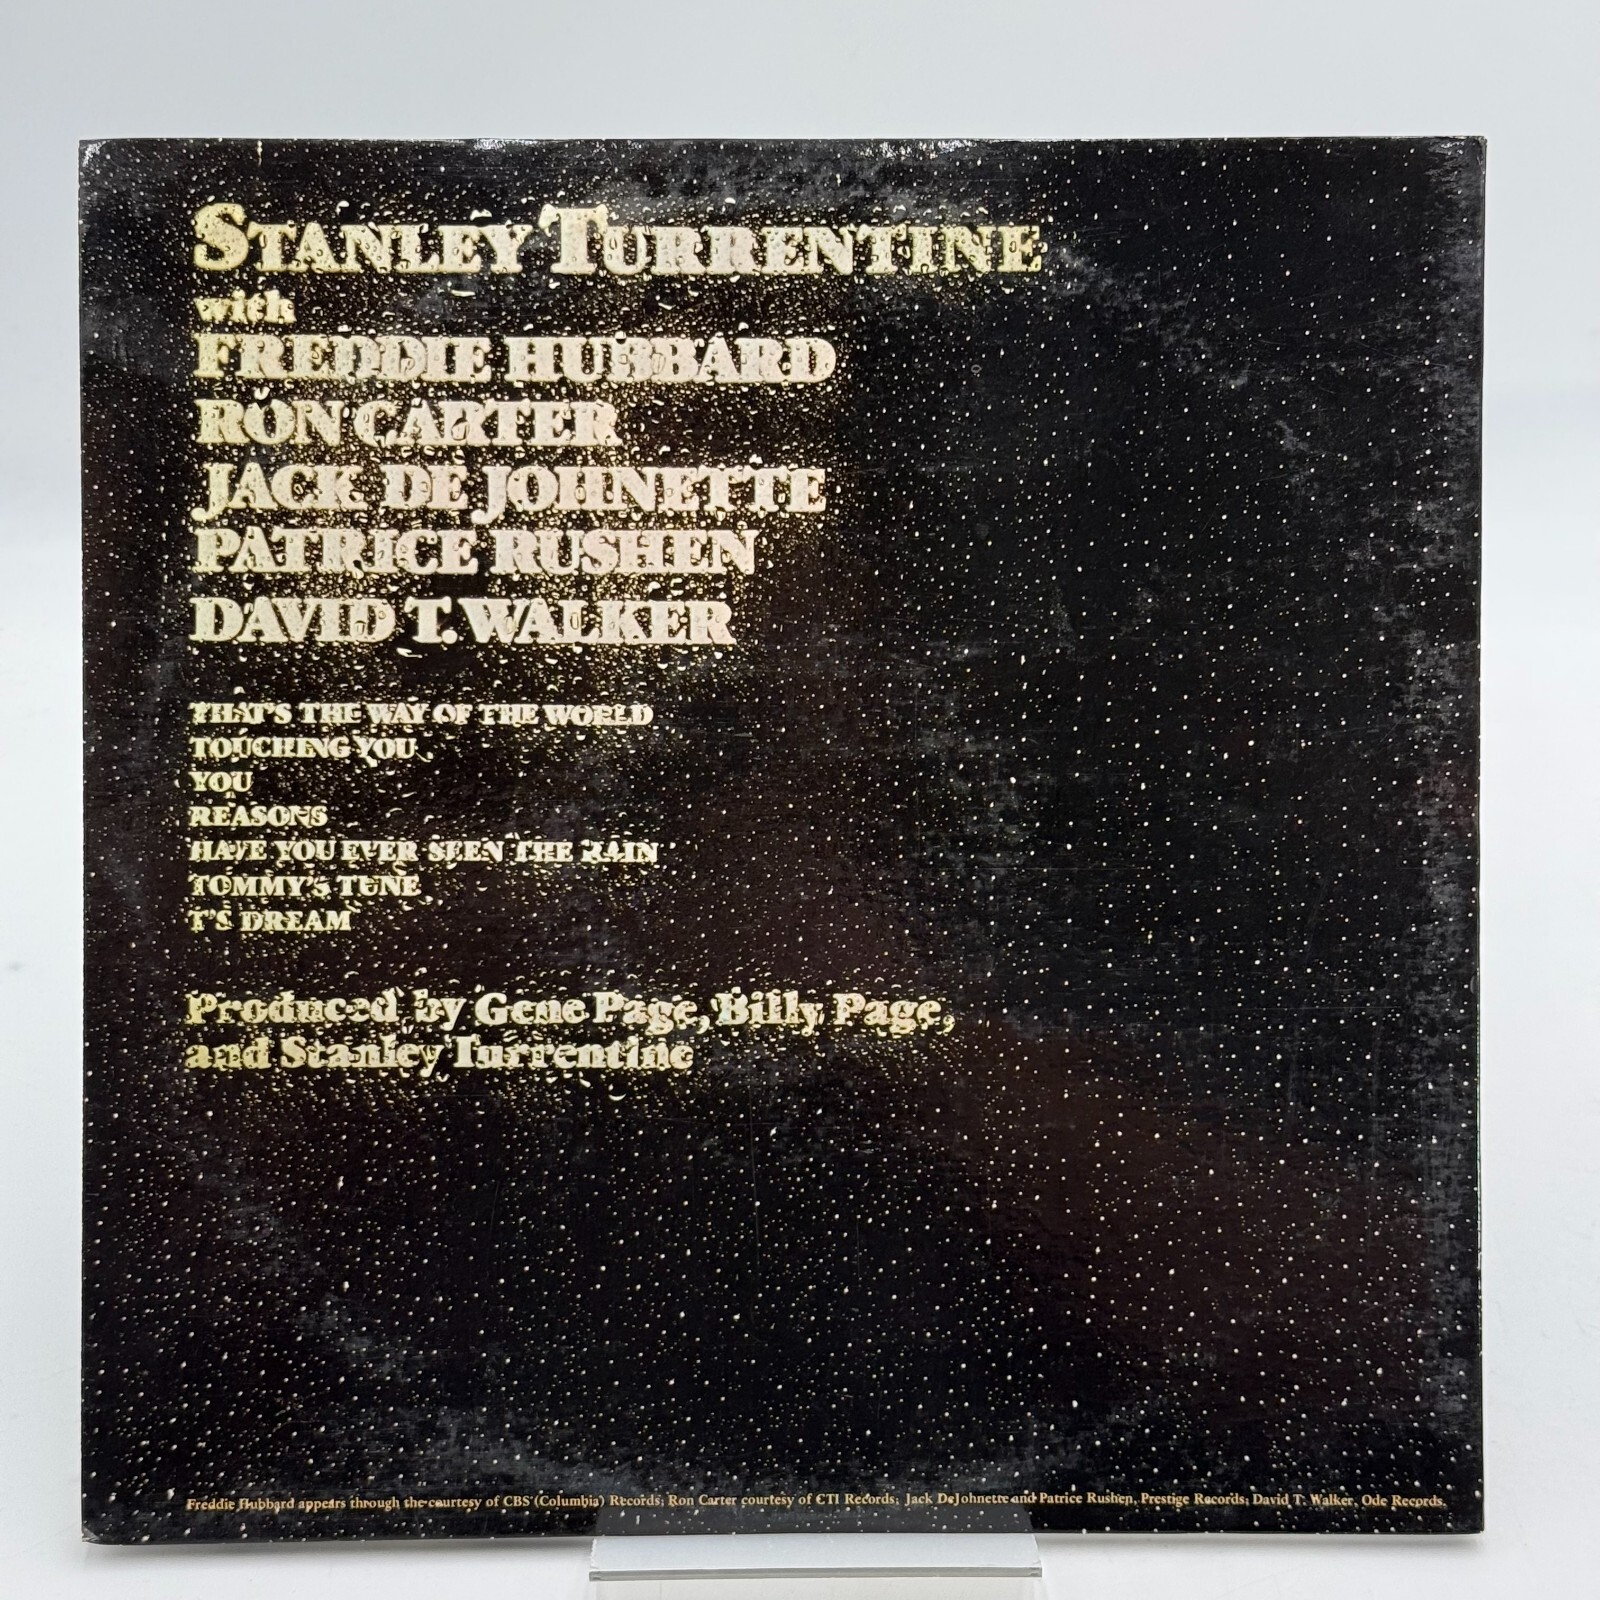 STANLEY TURRENTINE
with
FREDDIE HUBBARD
RON CARTER
JACK DE JOHNETTE
PATRICE RUSHEN
DAVID T. WALKER
THAT'S THE WAY OF THE WORLD
TOUCHING YOU
YOU
REASONS
HAVE YOU EVER SEEN THE RAIN
TOMMY'S TUNE
T'S DREAM
Produced by Gene Page, Billy Page,
and Stanley Turrentine
Freddie Hubbard appears through the courtesy of CBS (Columbia) Records; Ron Carter courtesy of CTI Records; Jack DeJohnette and Patrice Rushen, Prestige Records; David T. Walker, Ode Records.